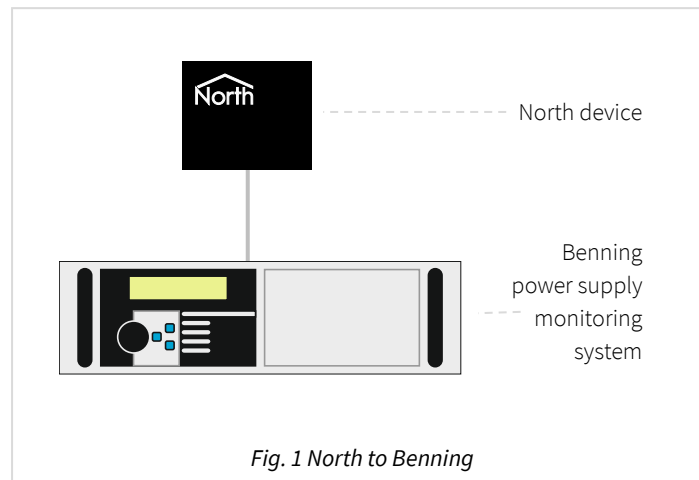 North
North device
Benning
power supply
monitoring
system
Fig. 1 North to Benning